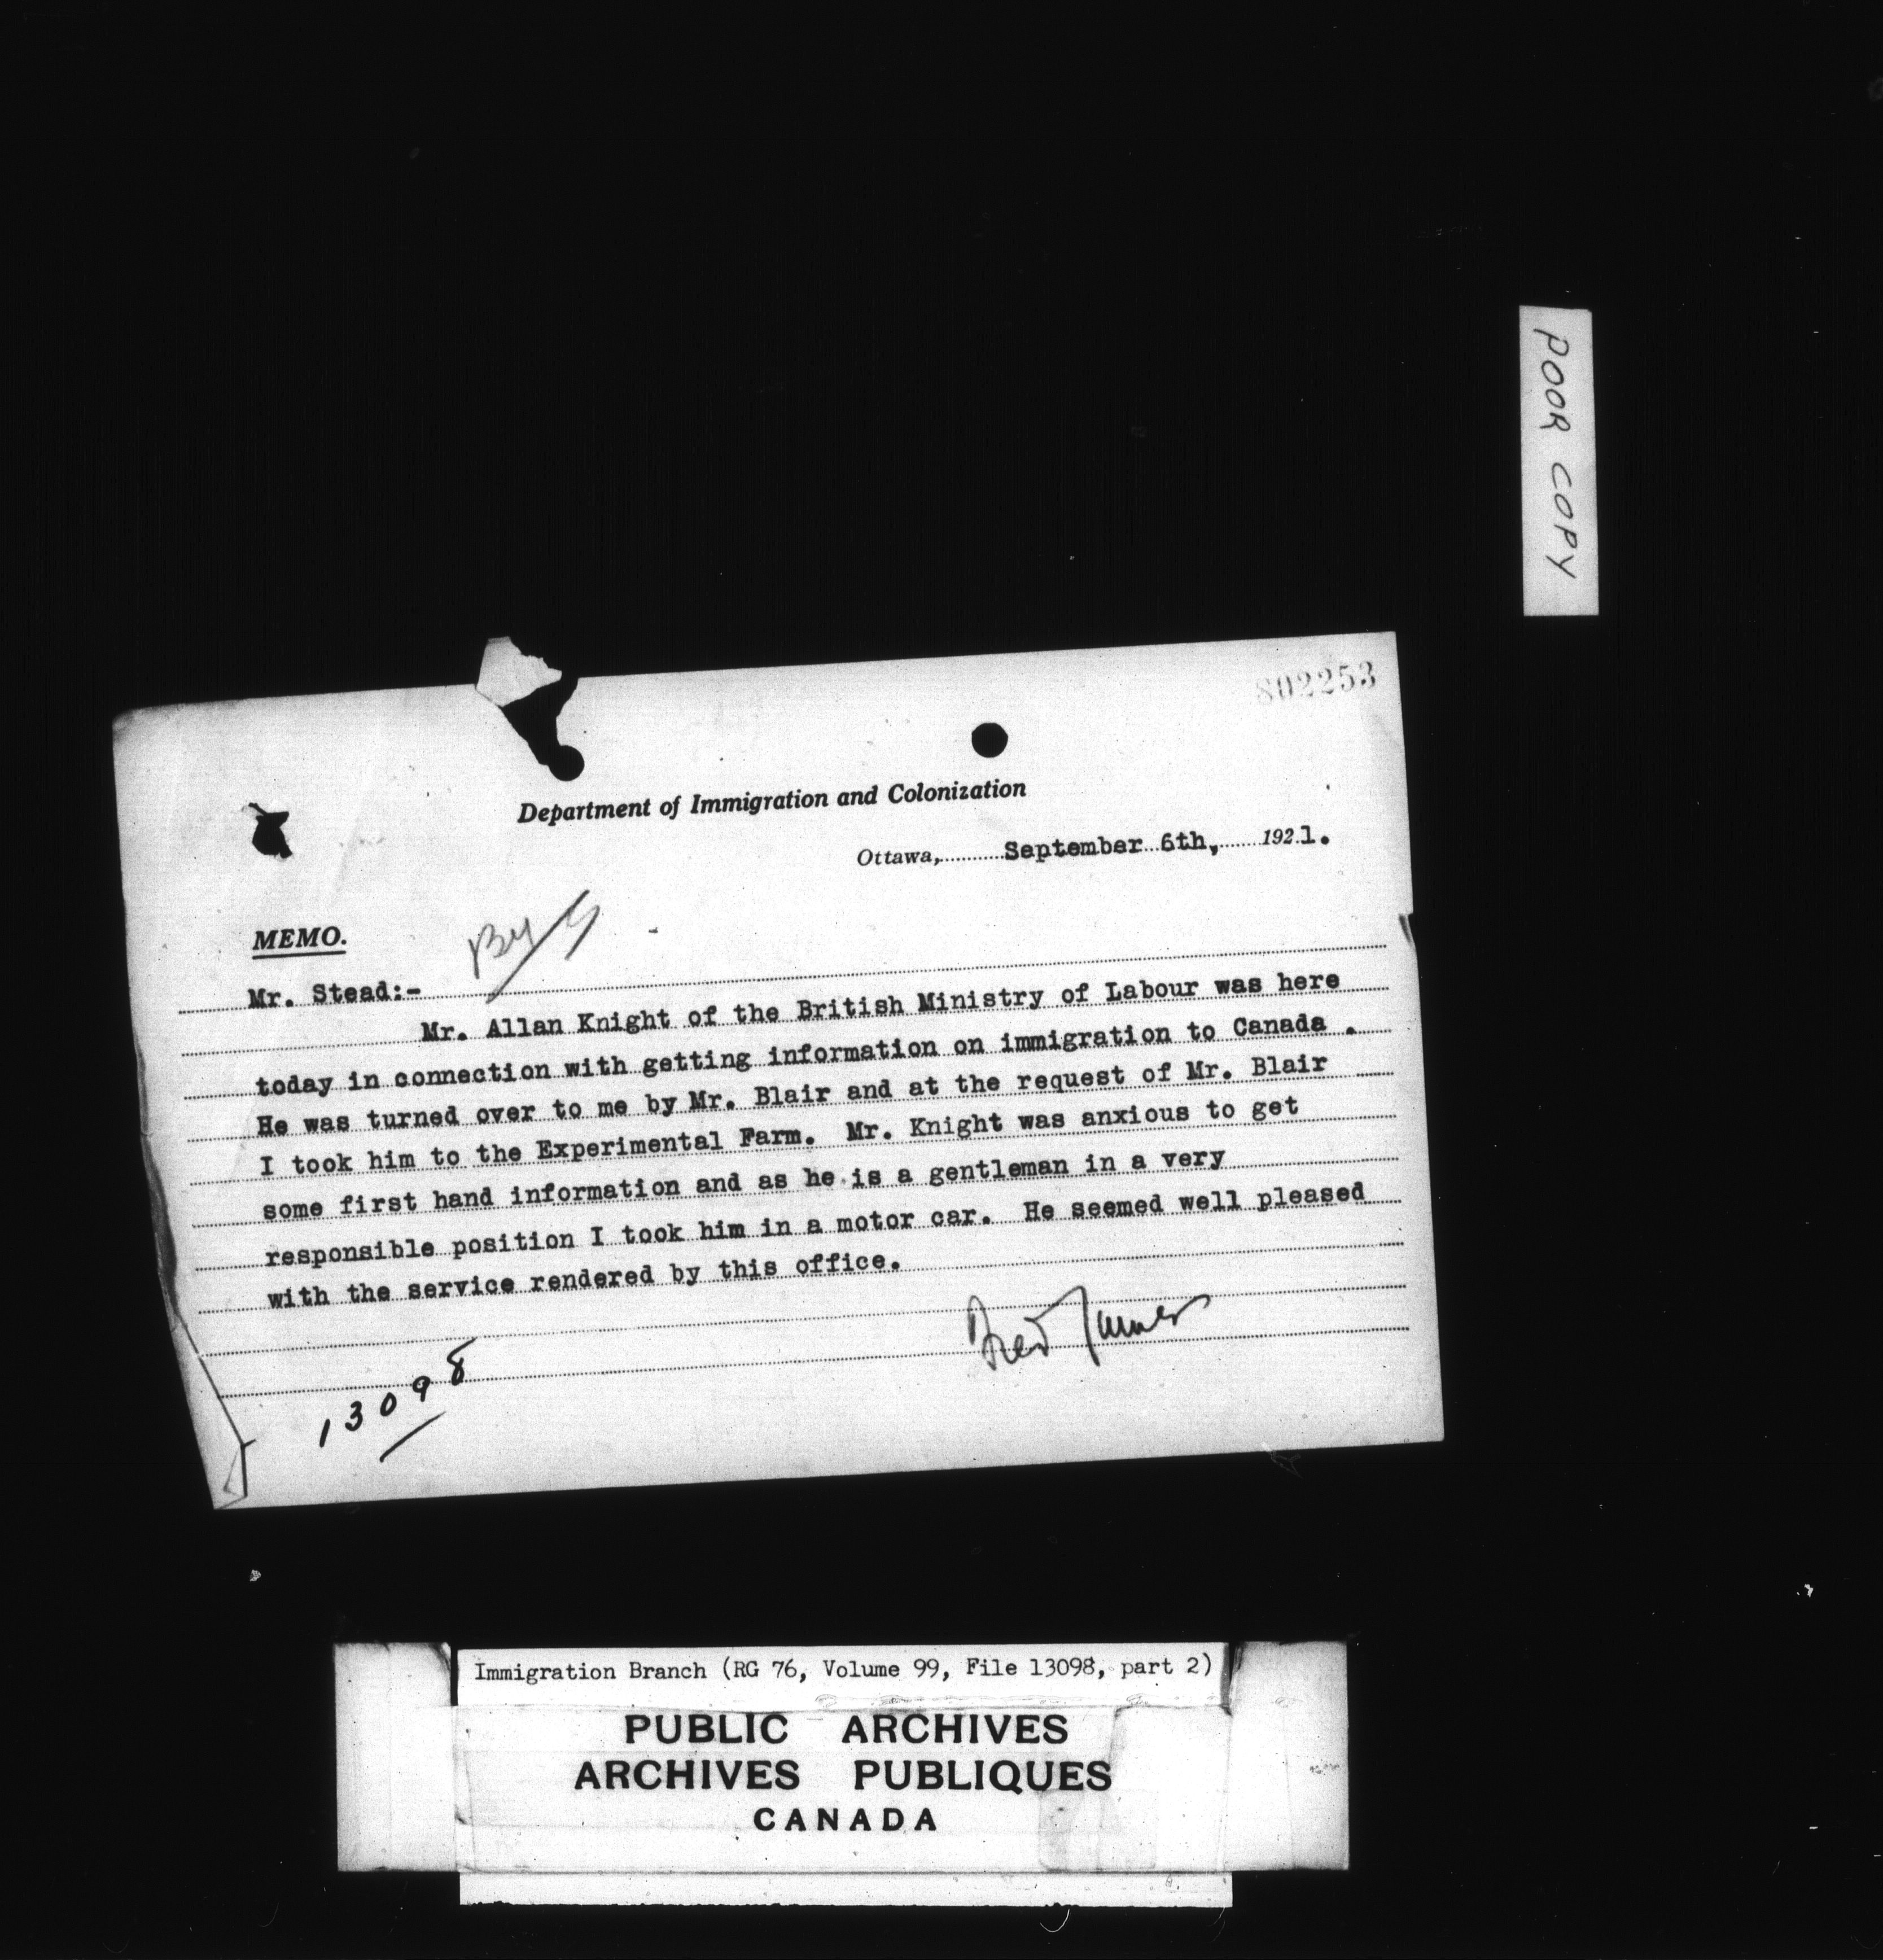 POOR COPY
802253
Department of Immigration and Colonization
Ottawa, September 6th, 1921.
MEMO.
Mr. Stead:-
Mr. Allan Knight of the British Ministry of Labour was here
today in connection with getting information on immigration to Canada .
He was turned over to me by Mr. Blair and at the request of Mr. Blair
I took him to the Experimental Farm. Mr. Knight was anxious to get
some first hand information and as he is a gentleman in a very
responsible position I took him in a motor car. He seemed well pleased
with the service rendered by this office.
13098
Immigration Branch (RG 76, Volume 99, File 13098, part 2)
PUBLIC ARCHIVES
ARCHIVES PUBLIQUES
CANADA